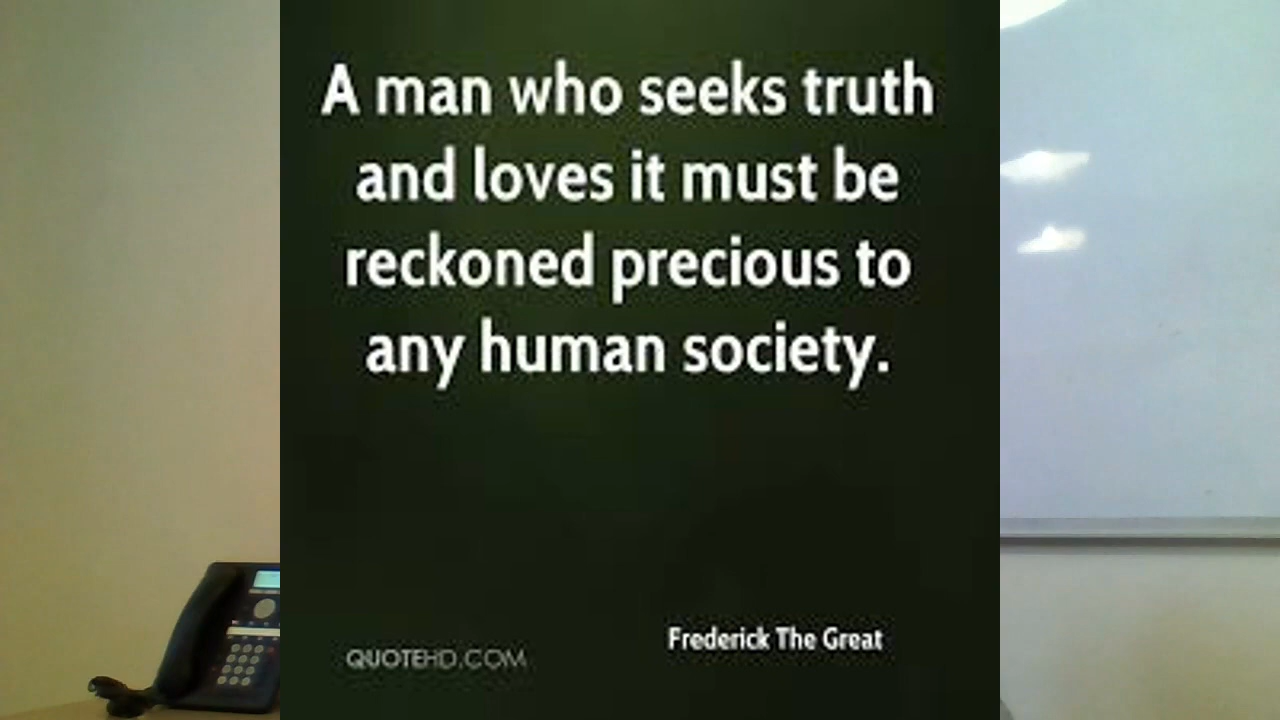 A man who seeks truth
and loves it must be
reckoned precious to
any human society.
Frederick The Great
QUOTEHD.COM